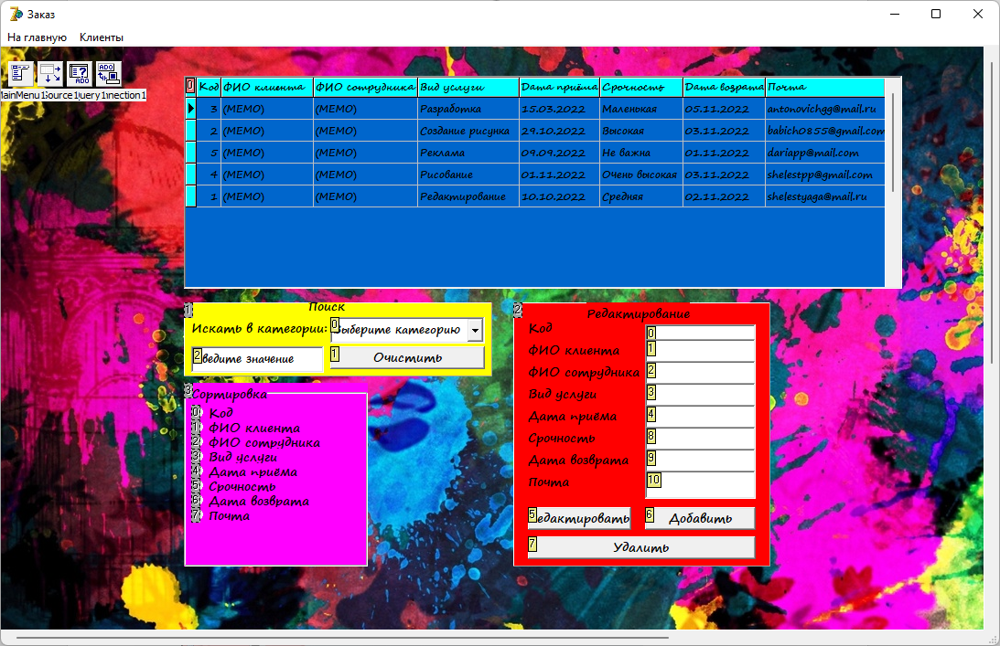 Заказ
На главную Клиенты
ADO ADO
MainMenu1 Source1 Query1 nnection1
0 Код ФИО клиента ФИО сотрудника Вид услуги Дата приёма Срочность Дата возрата Почта
3 (MEMO) (MEMO) Разработка 15.03.2022 Маленькая 05.11.2022 antonovichgg@mail.ru
2 (MEMO) (MEMO) Создание рисунка 29.10.2022 Высокая 03.11.2022 babich0855@gmail.com
5 (MEMO) (MEMO) Реклама 09.09.2022 Не важна 01.11.2022 dariapp@mail.com
4 (MEMO) (MEMO) Рисование 01.11.2022 Очень высокая 03.11.2022 shelestpp@gmail.com
1 (MEMO) (MEMO) Редактирование 10.10.2022 Средняя 02.11.2022 shelestyaga@mail.ru
1 Поиск
Искать в категории: 0 Выберите категорию
2 ведите значение 1 Очистить
3 Сортировка
0 Код
1 ФИО клиента
2 ФИО сотрудника
3 Вид услуги
4 Дата приёма
5 Срочность
6 Дата возврата
7 Почта
2 Редактирование
Код 0
ФИО клиента 1
ФИО сотрудника 2
Вид услуги 3
Дата приёма 4
Срочность 8
Дата возврата 9
Почта 10
5 едактировать 6 Добавить
7 Удалить